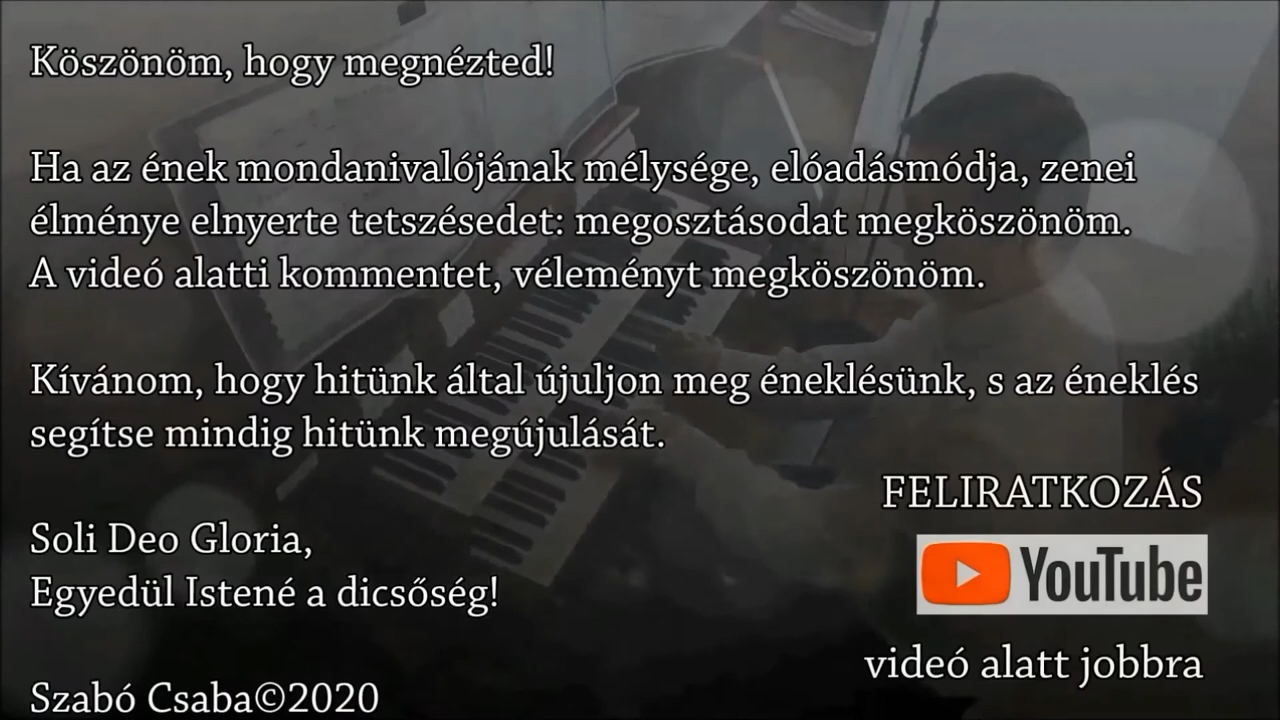 Köszönöm, hogy megnézted!
Ha az ének mondanivalójának mélysége, elóadásmódja, zenei
élménye elnyerte tetszésedet: megosztásodat megköszönöm.
A videó alatti kommentet, véleményt megköszönöm.
Kívánom, hogy hitünk által újuljon meg éneklésünk, s az éneklés
segítse mindig hitünk megújulását.
FELIRATKOZÁS
Soli Deo Gloria,
YouTube
Egyedül Istené a dicsőség!
videó alatt jobbra
Szabó Csaba©2020